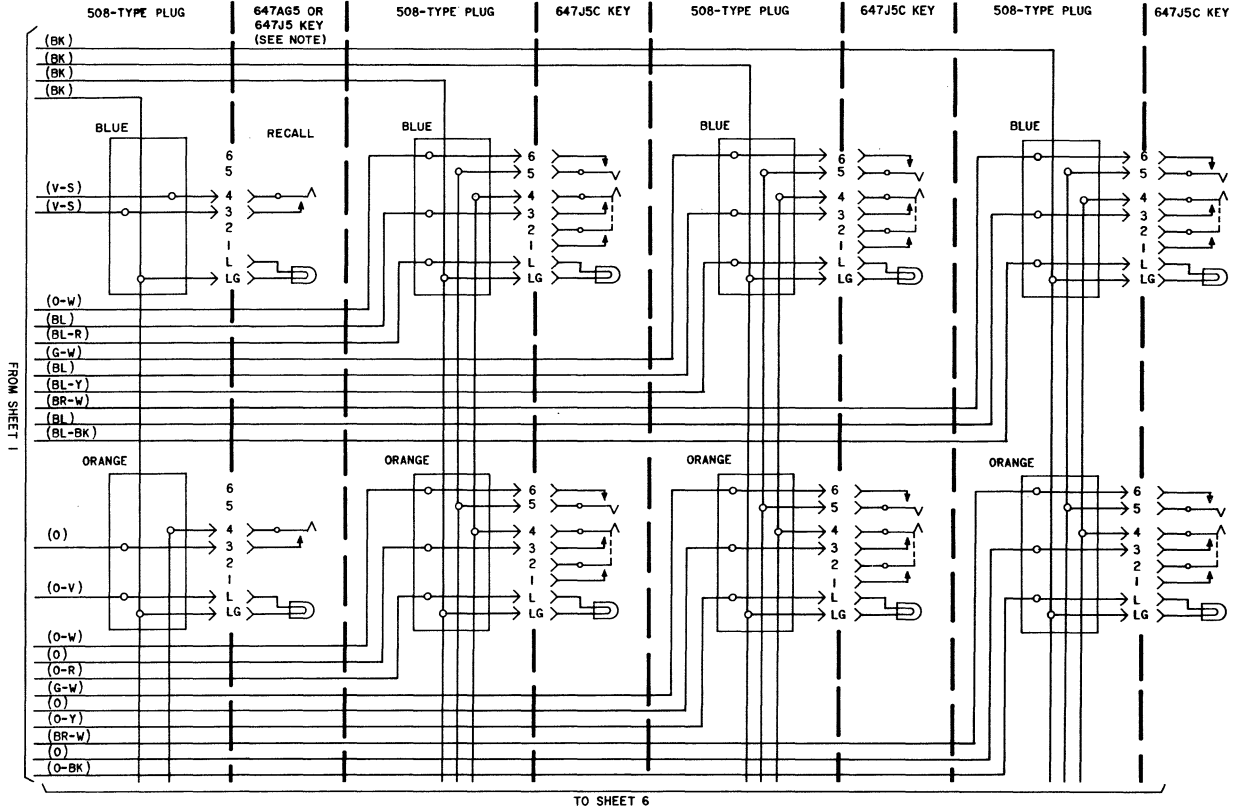 508-TYPE PLUG
647AG5 OR
647J5 KEY
(SEE NOTE)
508-TYPE PLUG
647J5C KEY
508-TYPE PLUG
647J5C KEY
508-TYPE PLUG
647J5C KEY
(BK)
(BK)
(BK)
(BK)
BLUE
RECALL
BLUE
BLUE
BLUE
(V-S)
(V-S)
6
5
4
3
2
1
L
LG
6
5
4
3
2
1
L
LG
6
5
4
3
2
1
L
LG
6
5
4
3
2
1
L
LG
(O-W)
(BL)
(BL-R)
(G-W)
(BL)
(BL-Y)
(BR-W)
(BL)
(BL-BK)
FROM SHEET 1
ORANGE
ORANGE
ORANGE
ORANGE
(O)
(O-V)
6
5
4
3
2
1
L
LG
6
5
4
3
2
1
L
LG
6
5
4
3
2
1
L
LG
6
5
4
3
2
1
L
LG
(O-W)
(O)
(O-R)
(G-W)
(O)
(O-Y)
(BR-W)
(O)
(O-BK)
TO SHEET 6